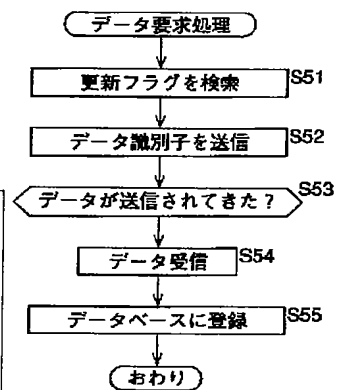 データ要求処理
更新フラグを検索 S51
データ識別子を送信 S52
データが送信されてきた？ S53
データ受信 S54
データベースに登録 S55
おわり